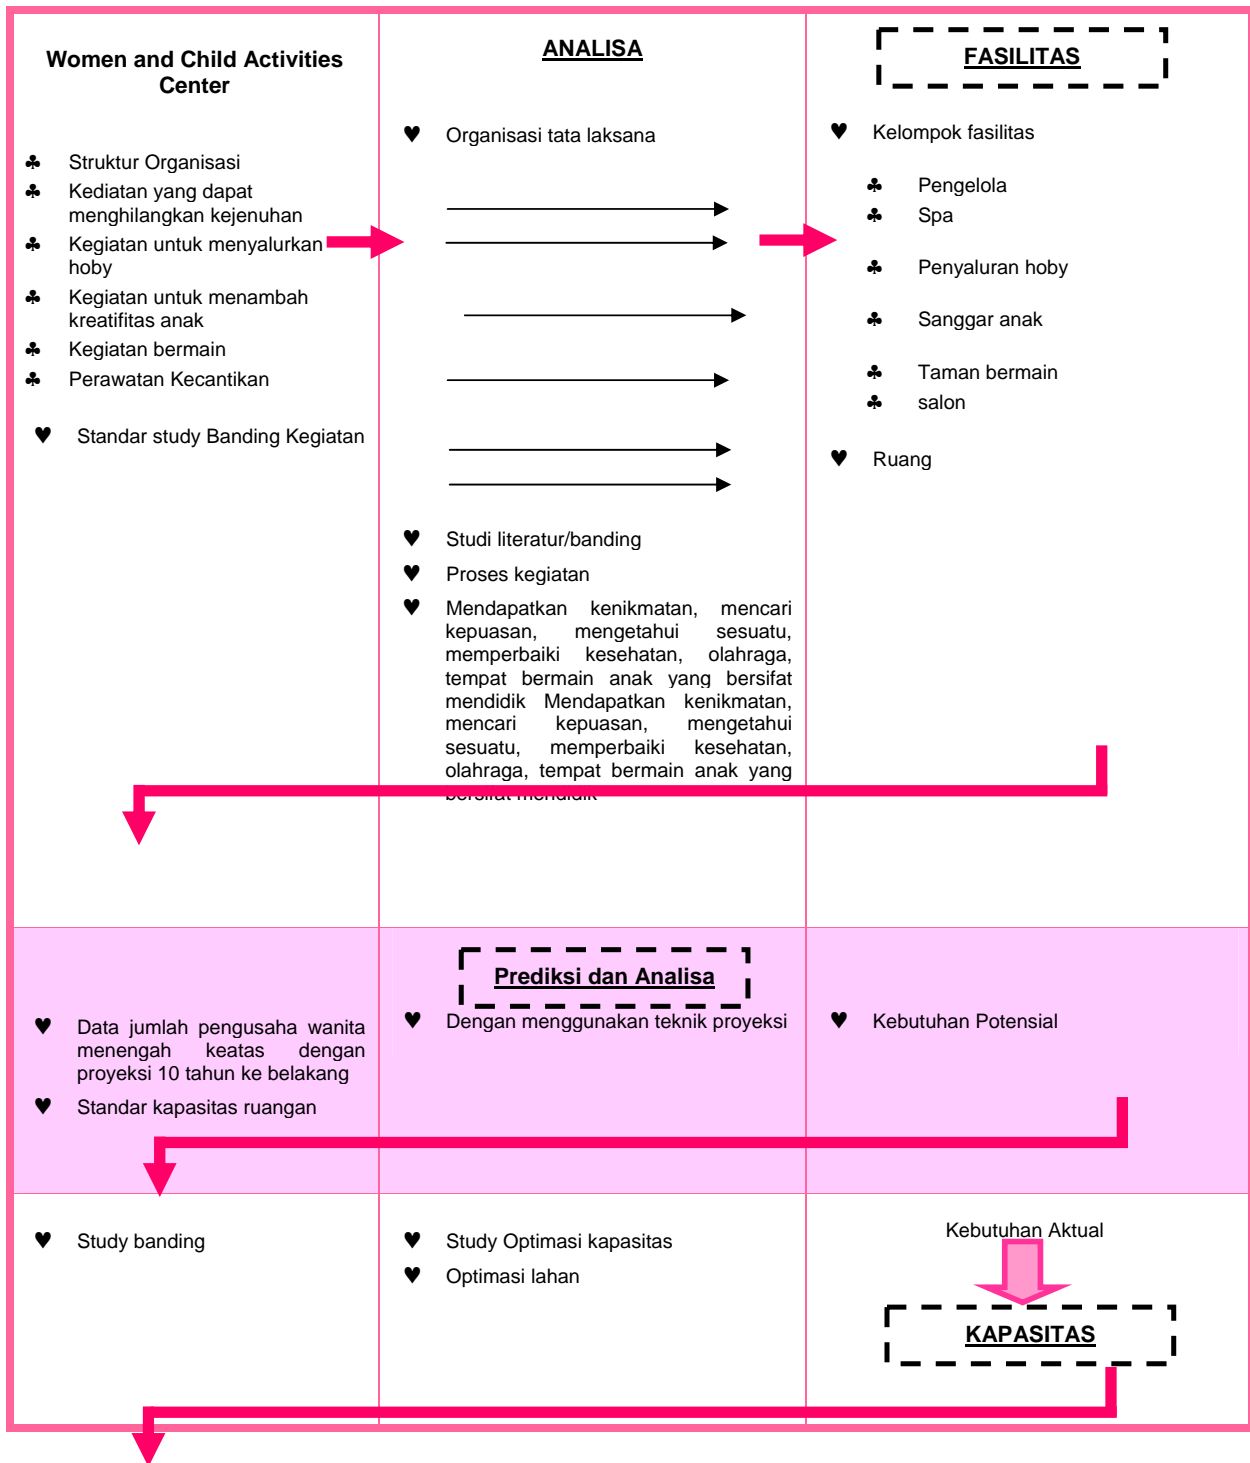 Women and Child Activities
Center
♣ Struktur Organisasi
♣ Kediatan yang dapat
menghilangkan kejenuhan
♣ Kegiatan untuk menyalurkan
hoby
♣ Kegiatan untuk menambah
kreatifitas anak
♣ Kegiatan bermain
♣ Perawatan Kecantikan
♥ Standar study Banding Kegiatan
ANALISA
♥ Organisasi tata laksana
♥ Studi literatur/banding
♥ Proses kegiatan
♥ Mendapatkan kenikmatan, mencari
kepuasan, mengetahui sesuatu,
memperbaiki kesehatan, olahraga,
tempat bermain anak yang bersifat
mendidik Mendapatkan kenikmatan,
mencari kepuasan, mengetahui
sesuatu, memperbaiki kesehatan,
olahraga, tempat bermain anak yang
bersifat mendidik
FASILITAS
♥ Kelompok fasilitas
♣ Pengelola
♣ Spa
♣ Penyaluran hoby
♣ Sanggar anak
♣ Taman bermain
♣ salon
♥ Ruang
♥ Data jumlah pengusaha wanita
menengah keatas dengan
proyeksi 10 tahun ke belakang
♥ Standar kapasitas ruangan
Prediksi dan Analisa
♥ Dengan menggunakan teknik proyeksi
♥ Kebutuhan Potensial
♥ Study banding
♥ Study Optimasi kapasitas
♥ Optimasi lahan
Kebutuhan Aktual
KAPASITAS